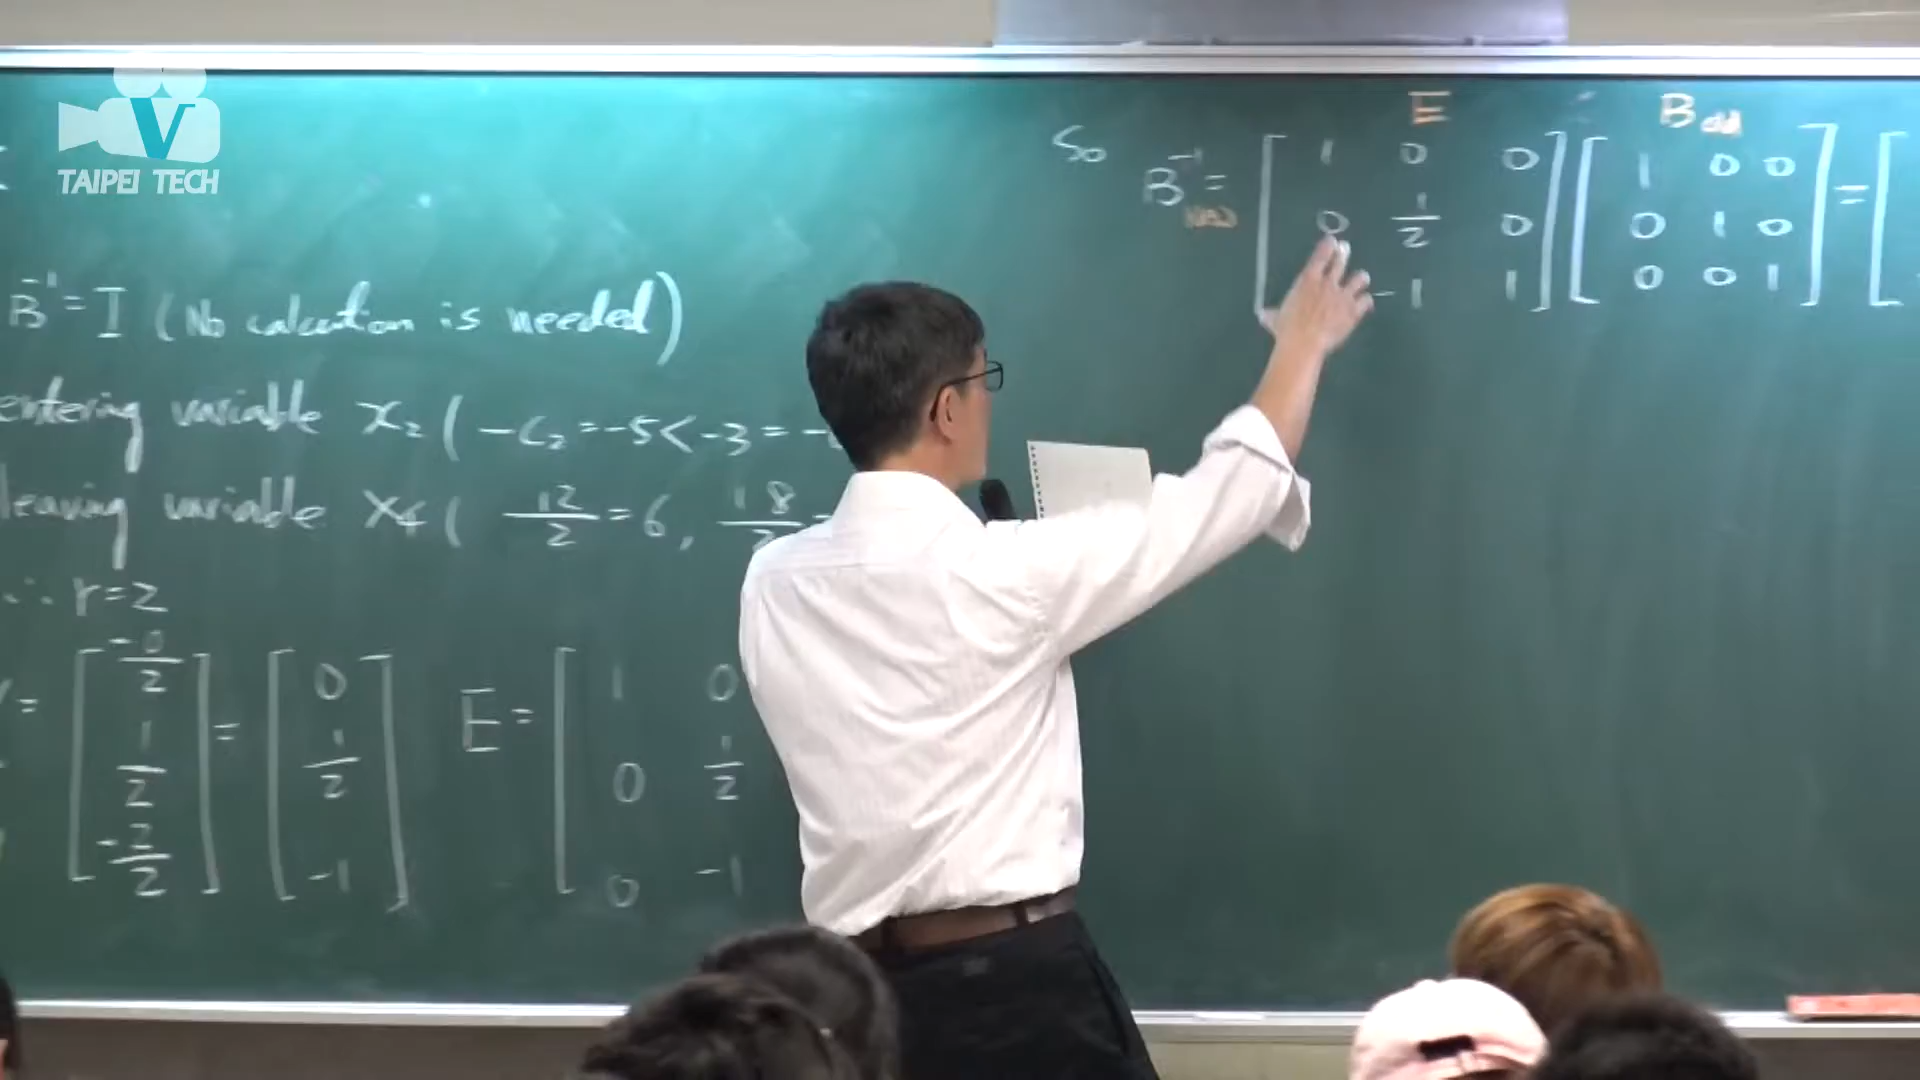 V
TAIPEI TECH
B⁻¹ = I (No calculation is needed)
entering variable x₂ ( -c₂ = -5 < -3 = -
leaving variable x₄ ( 12/2 = 6, 18/
∴ r=2
= [ -0/2 ; 1/2 ; -2/2 ] = [ 0 ; 1/2 ; -1 ] E = [ 1 0 ; 0 1/2 ; 0 -1
E B old
So B⁻¹ new = [ 1 0 0 ; 0 1/2 0 ; -1 1 ] [ 1 0 0 ; 0 1 0 ; 0 0 1 ] = [